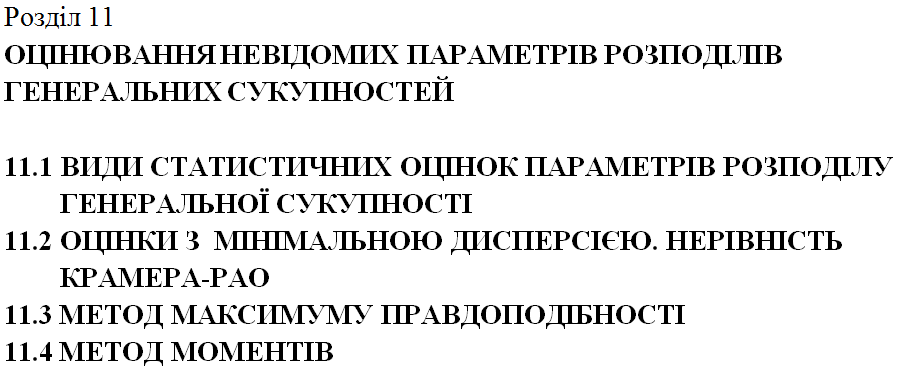 Розділ 11
ОЦІНЮВАННЯ НЕВІДОМИХ ПАРАМЕТРІВ РОЗПОДІЛІВ
ГЕНЕРАЛЬНИХ СУКУПНОСТЕЙ
11.1 ВИДИ СТАТИСТИЧНИХ ОЦІНОК ПАРАМЕТРІВ РОЗПОДІЛУ
ГЕНЕРАЛЬНОЇ СУКУПНОСТІ
11.2 ОЦІНКИ З МІНІМАЛЬНОЮ ДИСПЕРСІЄЮ. НЕРІВНІСТЬ
КРАМЕРА-РАО
11.3 МЕТОД МАКСИМУМУ ПРАВДОПОДІБНОСТІ
11.4 МЕТОД МОМЕНТІВ